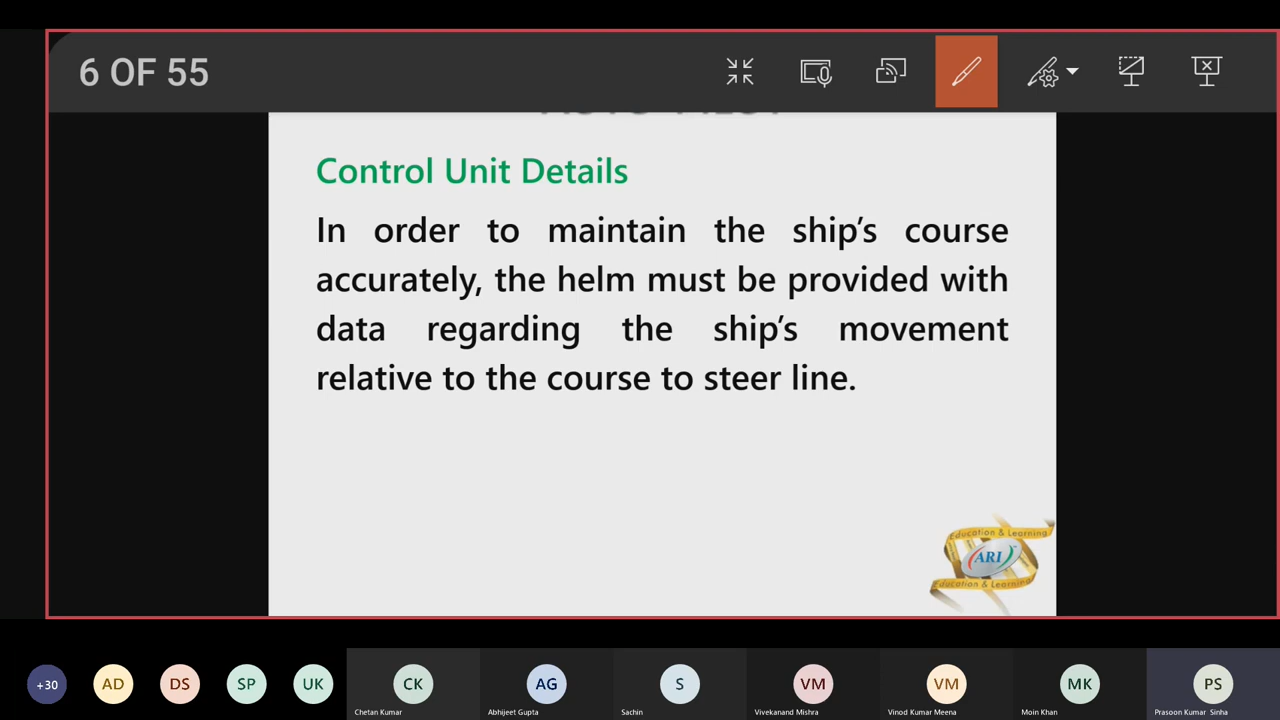 6 OF 55
AUTO PILOT
Control Unit Details
In order to maintain the ship's course
accurately, the helm must be provided with
data regarding the ship's movement
relative to the course to steer line.
Education & Learning
ARI
Education & Learning
+30
AD
DS
SP
UK
CK
AG
S
VM
VM
MK
PS
Chetan Kumar
Abhijeet Gupta
Sachin
Vivekanand Mishra
Vinod Kumar Meena
Moin Khan
Prasoon Kumar Sinha